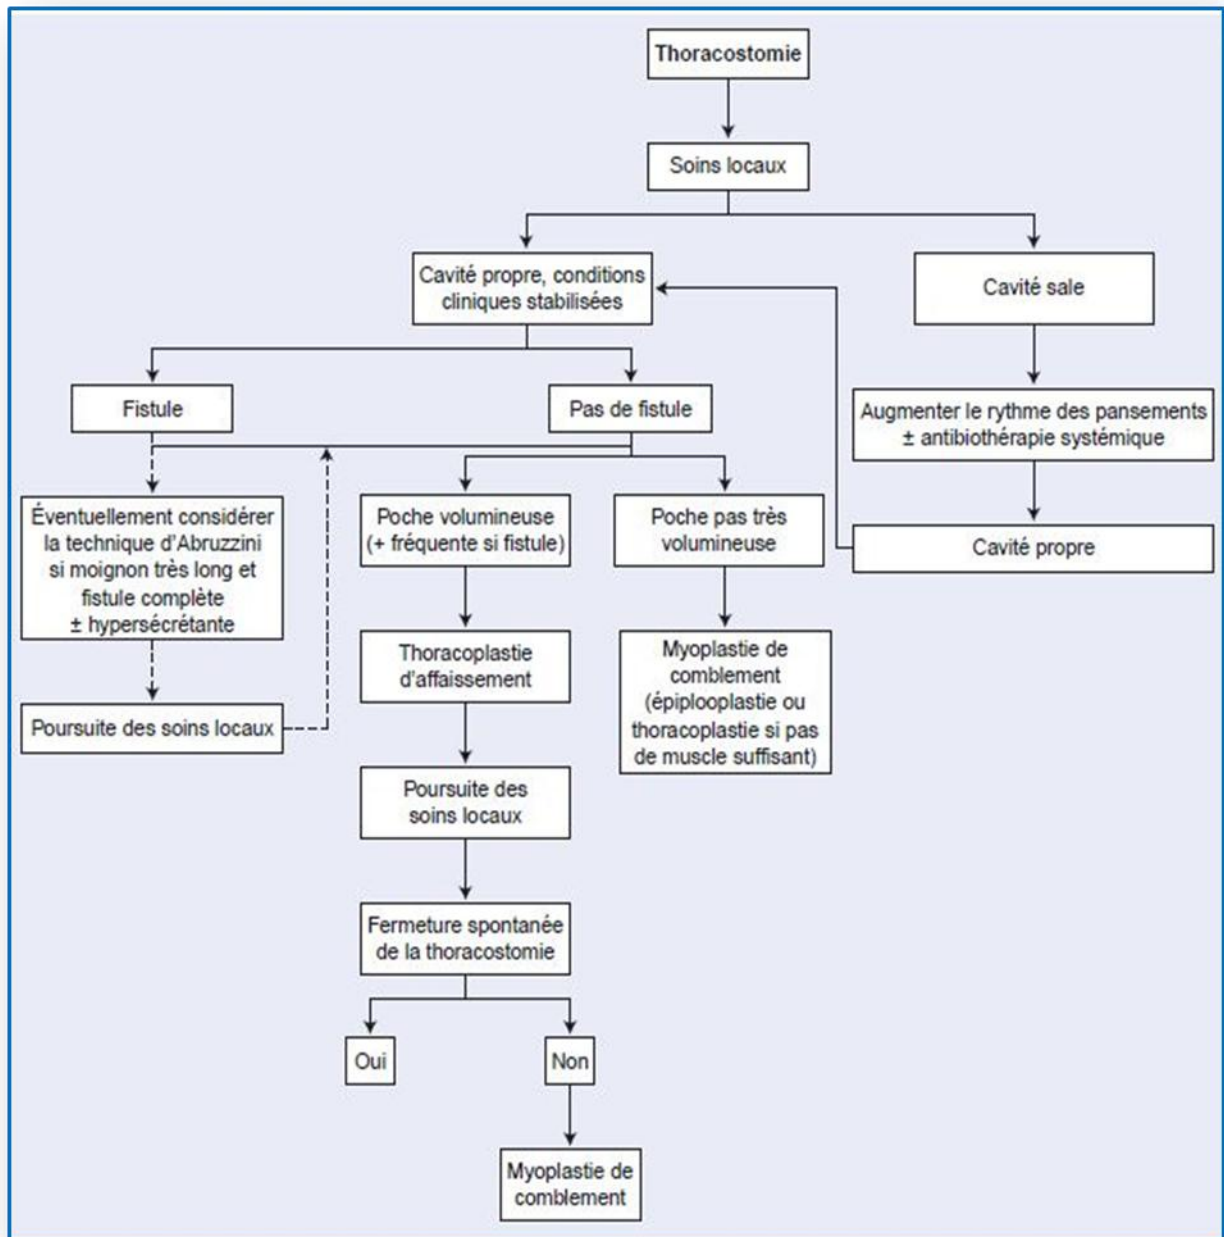 Thoracostomie
Soins locaux
Cavité propre, conditions
cliniques stabilisées
Cavité sale
Fistule
Pas de fistule
Augmenter le rythme des pansements
± antibiothérapie systémique
Éventuellement considérer
la technique d'Abruzzini
si moignon très long et
fistule complète
± hypersécrétante
Poche volumineuse
(+ fréquente si fistule)
Poche pas très
volumineuse
Cavité propre
Thoracoplastie
d'affaissement
Myoplastie de
comblement
(épiplooplastie ou
thoracoplastie si pas
de muscle suffisant)
Poursuite des soins locaux
Poursuite des
soins locaux
Fermeture spontanée
de la thoracostomie
Oui
Non
Myoplastie de
comblement